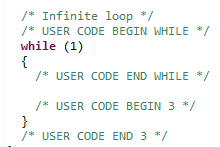 /* Infinite loop */
/* USER CODE BEGIN WHILE */
while (1)
{
/* USER CODE END WHILE */
/* USER CODE BEGIN 3 */
}
/* USER CODE END 3 */